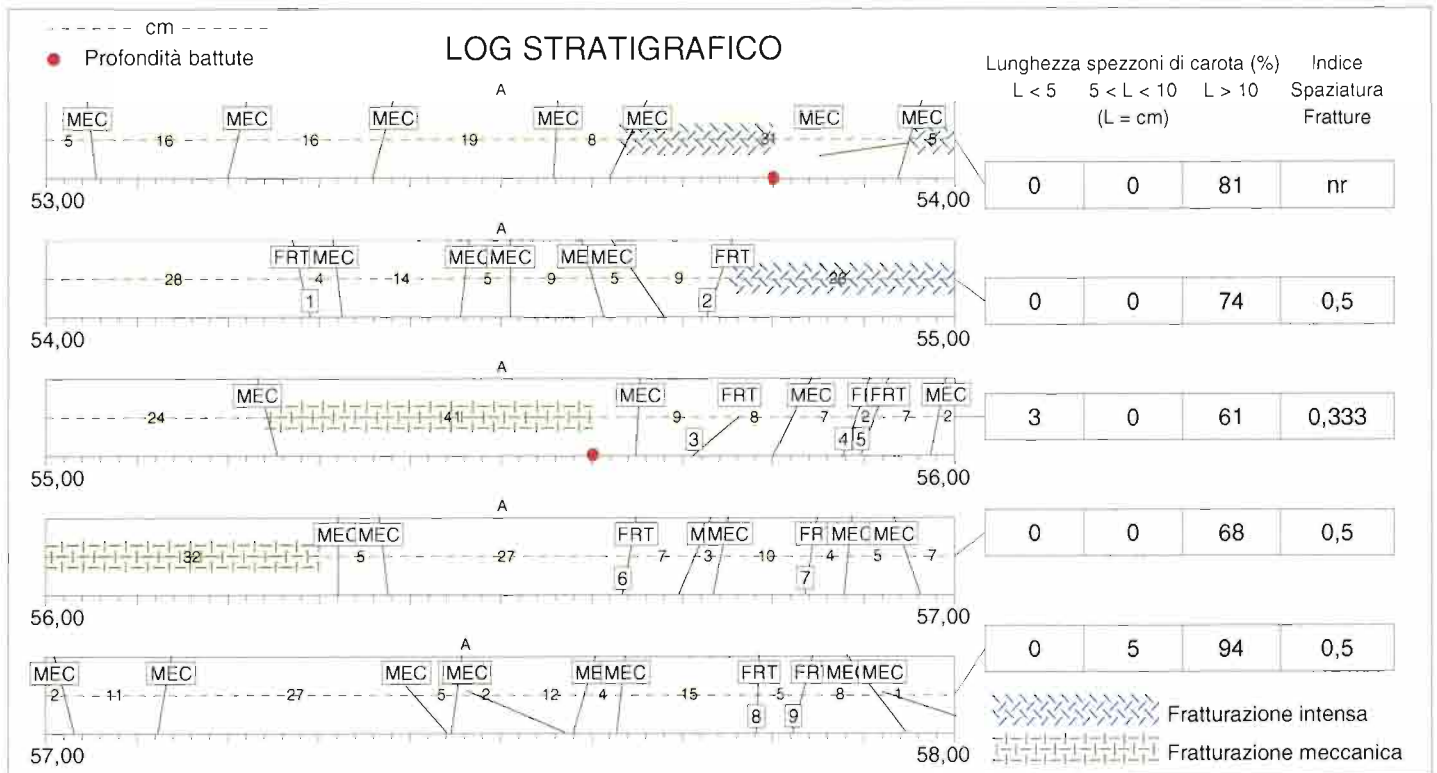 cm
Profondità battute
LOG STRATIGRAFICO
Lunghezza spezzoni di carota (%)
Indice
L < 5
5 < L < 10
L > 10
Spaziatura
(L = cm)
Fratture
A
MEC MEC MEC MEC MEC MEC MEC
5 16 16 19 8 31 5
53,00 54,00
0 0 81 nr
A
FRT MEC MEC MEC ME MEC FRT
28 4 14 5 9 5 9 26
1 2
54,00 55,00
0 0 74 0,5
A
MEC MEC FRT MEC FRT MEC
24 41 9 8 7 2 7 2
3 4 5
55,00 56,00
3 0 61 0,333
A
MEC MEC FRT M MEC FR MEC MEC
32 5 27 7 3 10 4 5 7
6 7
56,00 57,00
0 0 68 0,5
A
MEC MEC MEC MEC ME MEC FRT FR ME MEC
2 11 27 5 2 12 4 15 5 8 1
8 9
57,00 58,00
0 5 94 0,5
Fratturazione intensa
Fratturazione meccanica